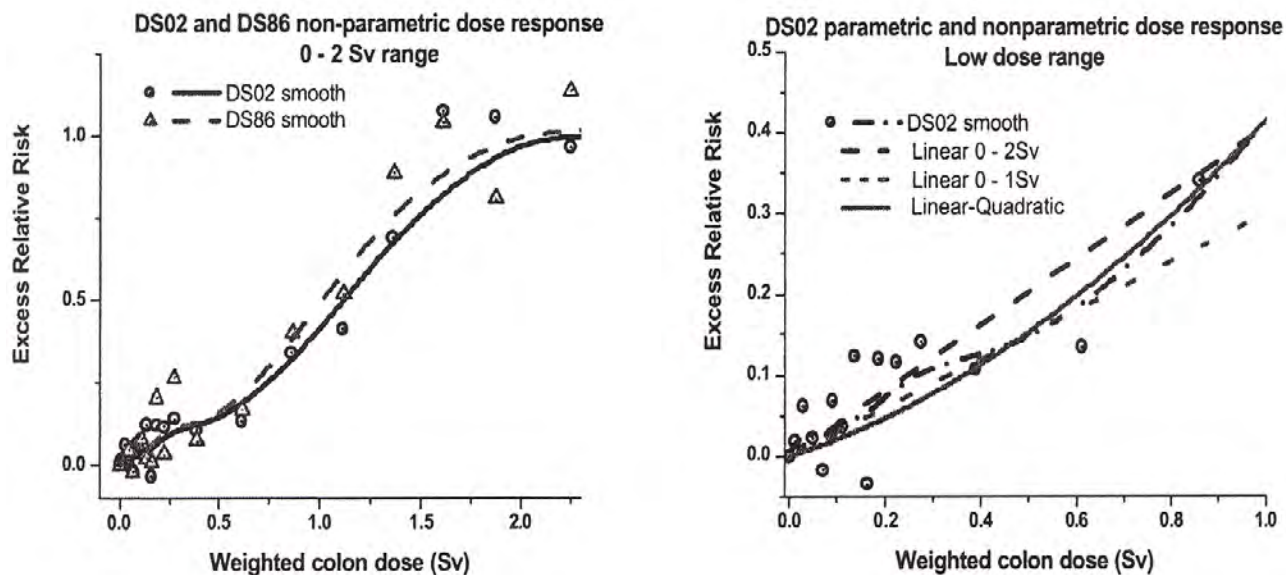 DS02 and DS86 non-parametric dose response
0 - 2 Sv range
DS02 smooth
DS86 smooth
Excess Relative Risk
1.0
0.5
0.0
0.0 0.5 1.0 1.5 2.0
Weighted colon dose (Sv)
DS02 parametric and nonparametric dose response
Low dose range
DS02 smooth
Linear 0 - 2Sv
Linear 0 - 1Sv
Linear-Quadratic
Excess Relative Risk
0.5
0.4
0.3
0.2
0.1
0.0
0.0 0.2 0.4 0.6 0.8 1.0
Weighted colon dose (Sv)